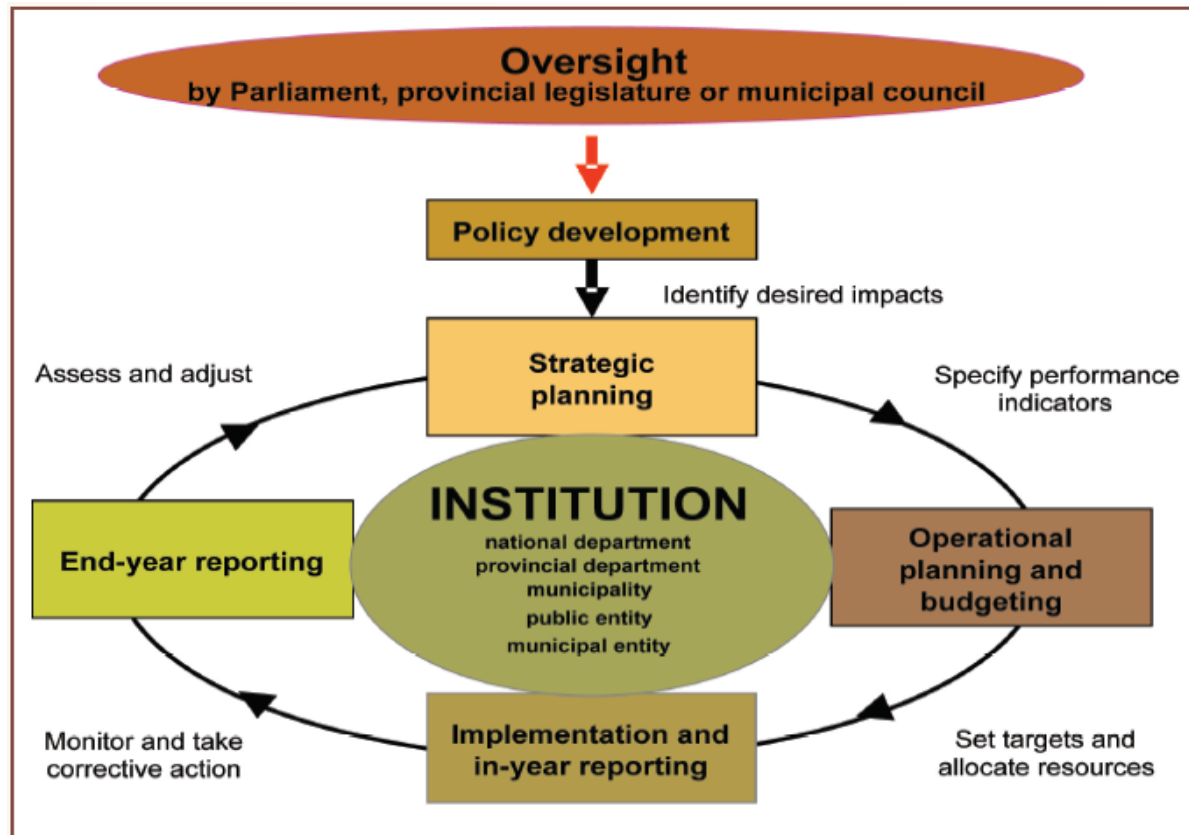 Oversight
by Parliament, provincial legislature or municipal council
Policy development
Identify desired impacts
Strategic
planning
Assess and adjust
Specify performance
indicators
INSTITUTION
national department
provincial department
municipality
public entity
municipal entity
End-year reporting
Operational
planning and
budgeting
Implementation and
in-year reporting
Monitor and take
corrective action
Set targets and
allocate resources